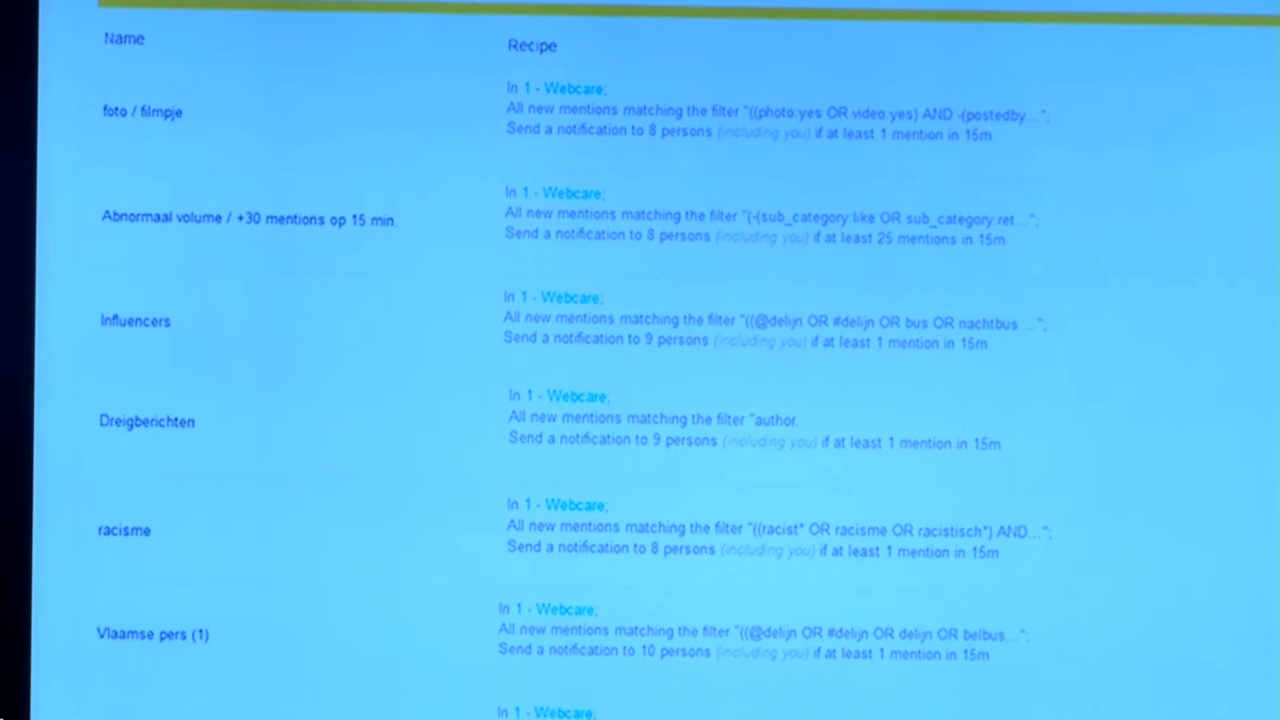 Name
Recipe
foto / filmpje
In 1 - Webcare;
All new mentions matching the filter "((photo:yes OR video:yes) AND -(postedby...";
Send a notification to 8 persons (including you) if at least 1 mention in 15m
Abnormaal volume / +30 mentions op 15 min.
In 1 - Webcare;
All new mentions matching the filter "(-(sub_category:like OR sub_category:ret...";
Send a notification to 8 persons (including you) if at least 25 mentions in 15m
Influencers
In 1 - Webcare;
All new mentions matching the filter "((@delijn OR #delijn OR bus OR nachtbus ...";
Send a notification to 9 persons (including you) if at least 1 mention in 15m
Dreigberichten
In 1 - Webcare;
All new mentions matching the filter "author
Send a notification to 9 persons (including you) if at least 1 mention in 15m
racisme
In 1 - Webcare;
All new mentions matching the filter "((racist* OR racisme OR racistisch*) AND...";
Send a notification to 8 persons (including you) if at least 1 mention in 15m
Vlaamse pers (1)
In 1 - Webcare;
All new mentions matching the filter "((@delijn OR #delijn OR delijn OR belbus...";
Send a notification to 10 persons (including you) if at least 1 mention in 15m
In 1 - Webcare;